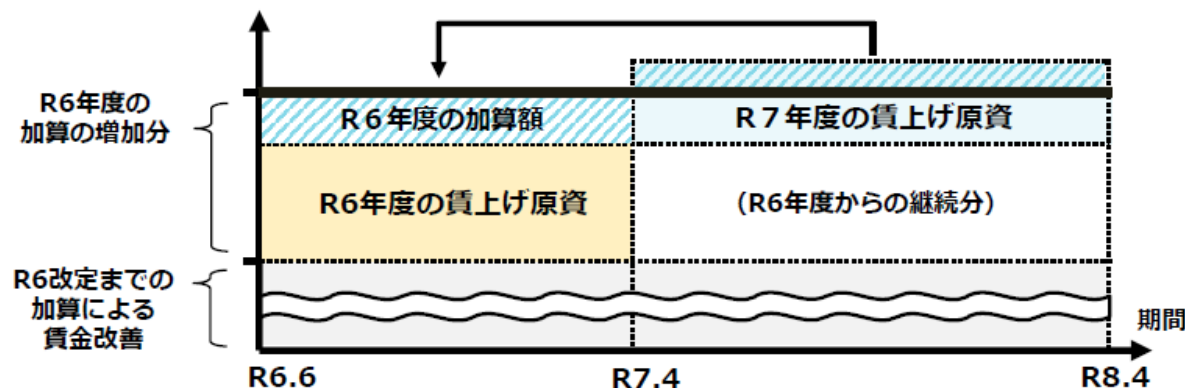 R6年度の
加算の増加分
R６年度の加算額
R７年度の賃上げ原資
R6年度の賃上げ原資
（R6年度からの継続分）
R6改定までの
加算による
賃金改善
期間
R6.6
R7.4
R8.4